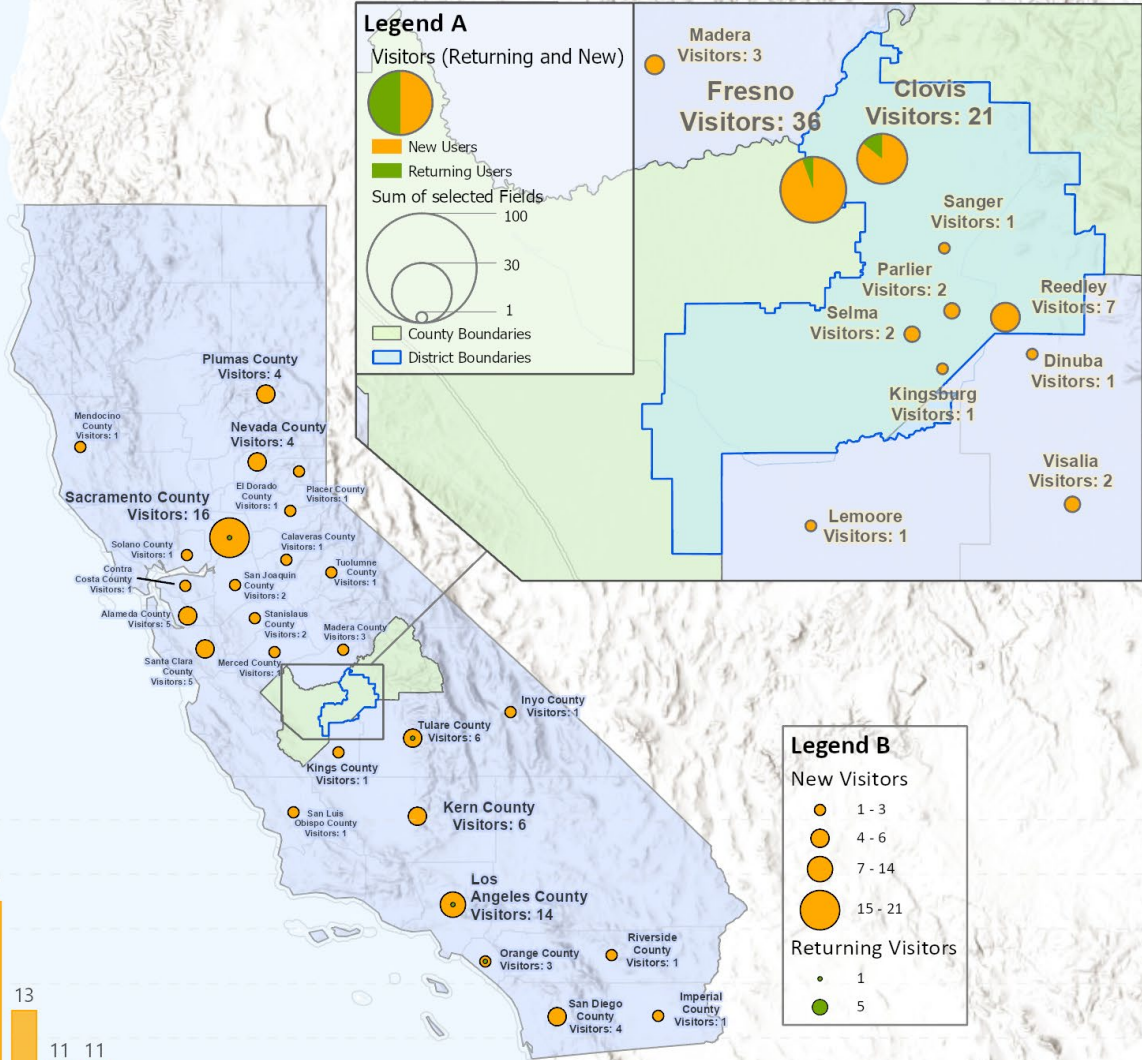 Legend A
Visitors (Returning and New)
New Users
Returning Users
Sum of selected Fields
100
30
1
County Boundaries
District Boundaries
Madera
Visitors: 3
Fresno
Visitors: 36
Clovis
Visitors: 21
Sanger
Visitors: 1
Parlier
Visitors: 2
Selma
Visitors: 2
Reedley
Visitors: 7
Dinuba
Visitors: 1
Kingsburg
Visitors: 1
Visalia
Visitors: 2
Lemoore
Visitors: 1
Plumas County
Visitors: 4
Mendocino
County
Visitors: 1
Nevada County
Visitors: 4
El Dorado
County
Visitors: 1
Placer County
Visitors: 1
Sacramento County
Visitors: 16
Solano County
Visitors: 1
Calaveras County
Visitors: 1
Contra
Costa County
Visitors: 1
San Joaquin
County
Visitors: 2
Tuolumne
County
Visitors: 1
Alameda County
Visitors: 5
Stanislaus
County
Visitors: 2
Madera County
Visitors: 3
Santa Clara
County
Visitors: 5
Merced County
Visitors: 1
Inyo County
Visitors: 1
Tulare County
Visitors: 6
Kings County
Visitors: 1
San Luis
Obispo County
Visitors: 1
Kern County
Visitors: 6
Los
Angeles County
Visitors: 14
Orange County
Visitors: 3
Riverside
County
Visitors: 1
San Diego
County
Visitors: 4
Imperial
County
Visitors: 1
Legend B
New Visitors
1 - 3
4 - 6
7 - 14
15 - 21
Returning Visitors
1
5
13
11 11